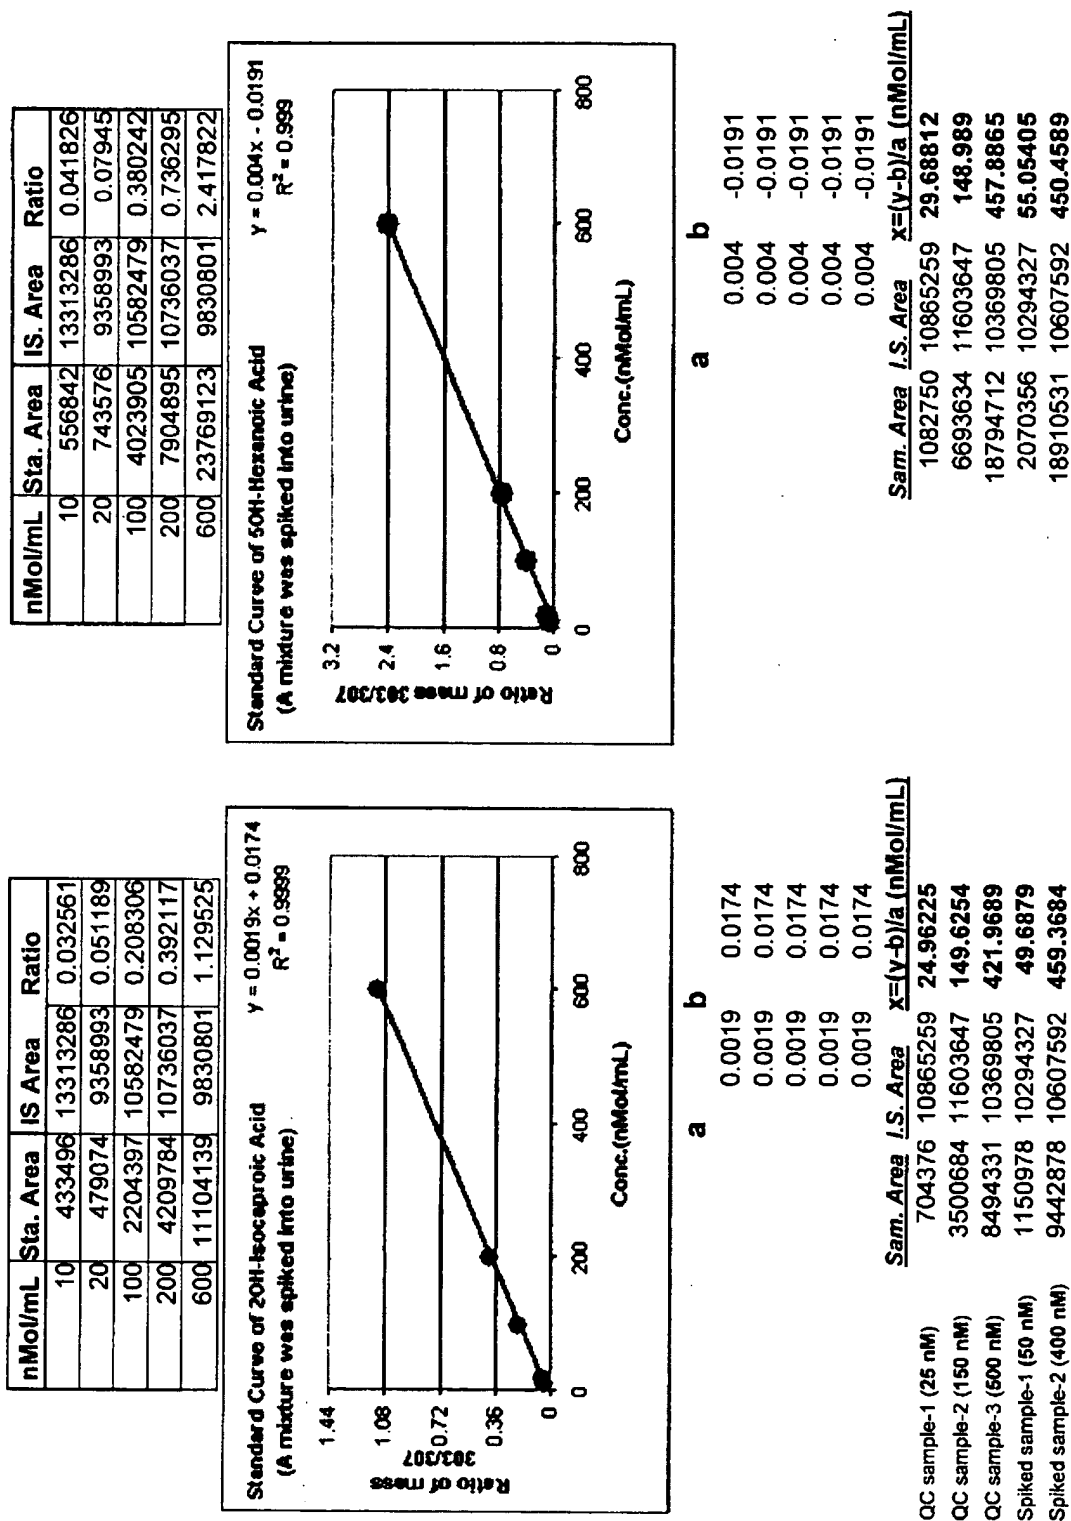 nMol/mL Sta. Area IS Area Ratio
10 433496 13313286 0.032561
20 479074 9358993 0.051189
100 2204397 10582479 0.208306
200 4209784 10736037 0.392117
600 11104139 9830801 1.129525
Standard Curve of 2OH-Isocaproic Acid
(A mixture was spiked into urine)
y = 0.0019x + 0.0174
R² = 0.9999
Ratio of mass
303/307
1.44
1.08
0.72
0.36
0
0 200 400 600 800
Conc.(nMol/mL)
a b
0.0019 0.0174
0.0019 0.0174
0.0019 0.0174
0.0019 0.0174
0.0019 0.0174
Sam. Area I.S. Area x=(y-b)/a (nMol/mL)
QC sample-1 (25 nM) 704376 10865259 24.96225
QC sample-2 (150 nM) 3500684 11603647 149.6254
QC sample-3 (500 nM) 8494331 10369805 421.9689
Spiked sample-1 (50 nM) 1150978 10294327 49.6879
Spiked sample-2 (400 nM) 9442878 10607592 459.3684
nMol/mL Sta. Area IS. Area Ratio
10 556842 13313286 0.041826
20 743576 9358993 0.07945
100 4023905 10582479 0.380242
200 7904895 10736037 0.736295
600 23769123 9830801 2.417822
Standard Curve of 5OH-Hexanoic Acid
(A mixture was spiked into urine)
y = 0.004x - 0.0191
R² = 0.999
Ratio of mass 303/307
3.2
2.4
1.6
0.8
0
0 200 400 600 800
Conc.(nMol/mL)
a b
0.004 -0.0191
0.004 -0.0191
0.004 -0.0191
0.004 -0.0191
0.004 -0.0191
Sam. Area I.S. Area x=(y-b)/a (nMol/mL)
1082750 10865259 29.68812
6693634 11603647 148.989
18794712 10369805 457.8865
2070356 10294327 55.05405
18910531 10607592 450.4589